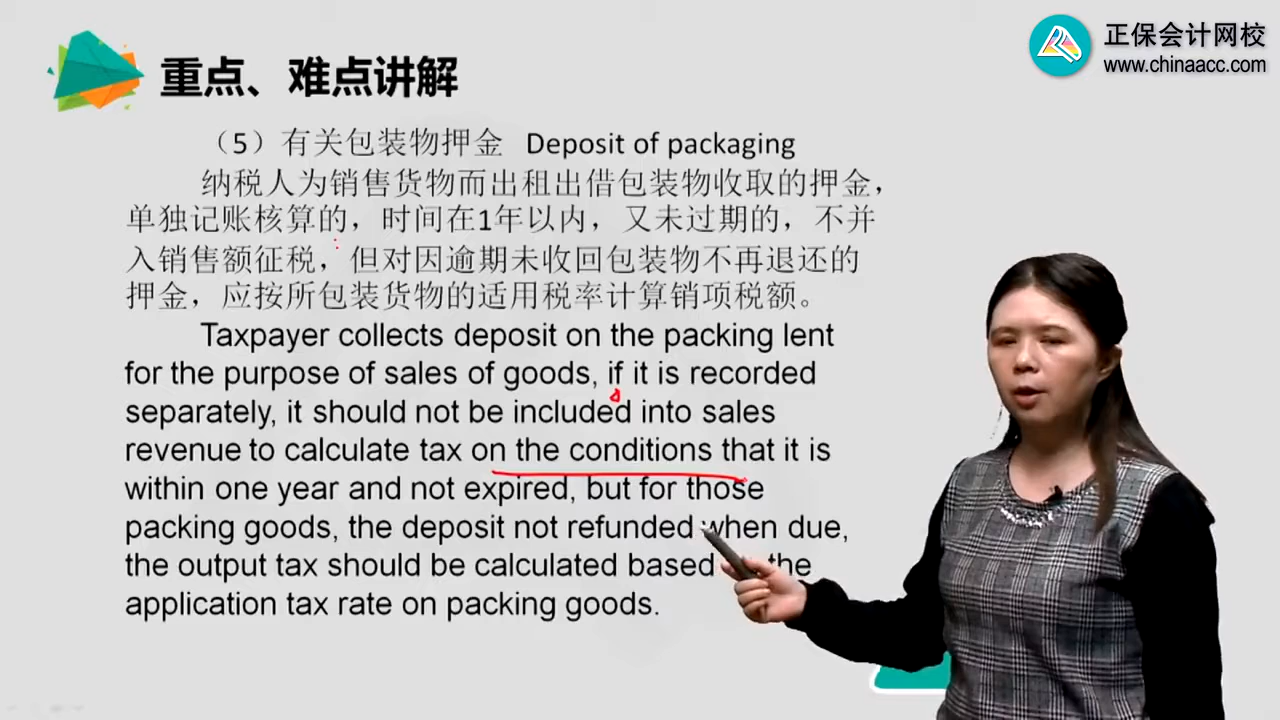 正保会计网校
www.chinaacc.com
重点、难点讲解
（5）有关包装物押金 Deposit of packaging
纳税人为销售货物而出租出借包装物收取的押金，
单独记账核算的，时间在1年以内，又未过期的，不并
入销售额征税，但对因逾期未收回包装物不再退还的
押金，应按所包装货物的适用税率计算销项税额。
Taxpayer collects deposit on the packing lent
for the purpose of sales of goods, if it is recorded
separately, it should not be included into sales
revenue to calculate tax on the conditions that it is
within one year and not expired, but for those
packing goods, the deposit not refunded when due,
the output tax should be calculated based the
application tax rate on packing goods.